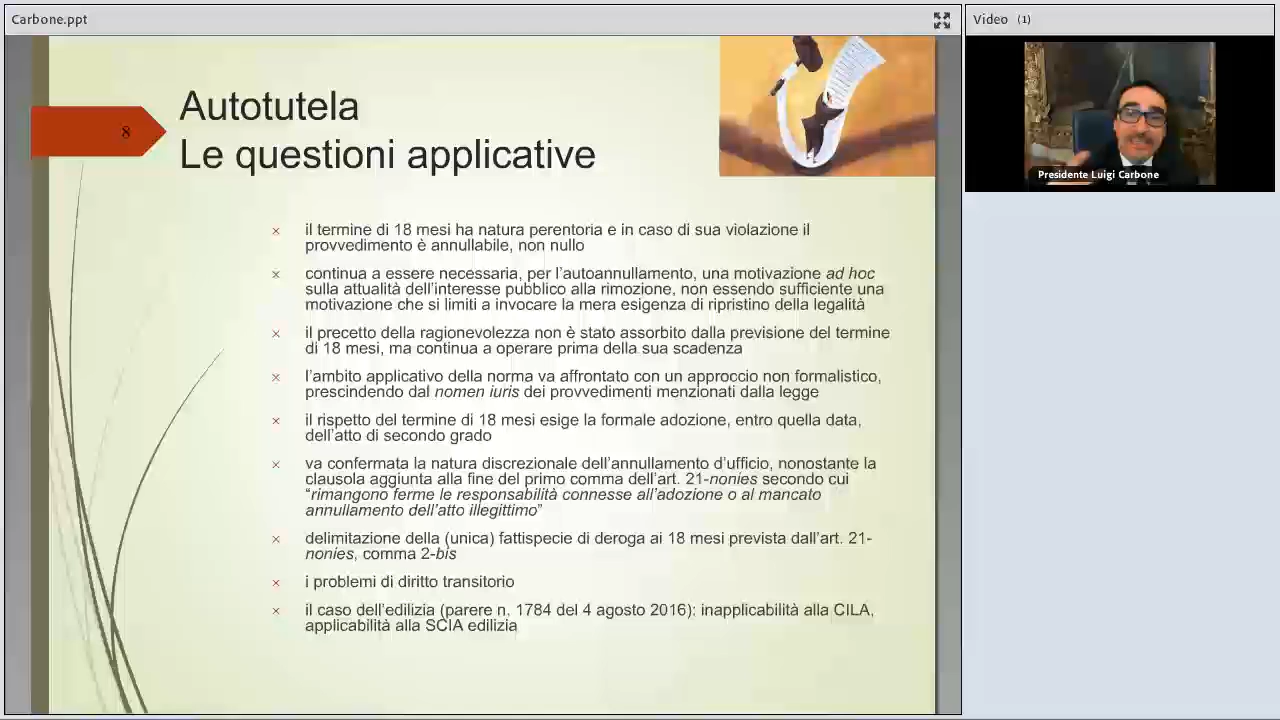 Carbone.ppt
Video (1)
Presidente Luigi Carbone
8
Autotutela
Le questioni applicative
× il termine di 18 mesi ha natura perentoria e in caso di sua violazione il
provvedimento è annullabile, non nullo
× continua a essere necessaria, per l’autoannullamento, una motivazione ad hoc
sulla attualità dell’interesse pubblico alla rimozione, non essendo sufficiente una
motivazione che si limiti a invocare la mera esigenza di ripristino della legalità
× il precetto della ragionevolezza non è stato assorbito dalla previsione del termine
di 18 mesi, ma continua a operare prima della sua scadenza
× l’ambito applicativo della norma va affrontato con un approccio non formalistico,
prescindendo dal nomen iuris dei provvedimenti menzionati dalla legge
× il rispetto del termine di 18 mesi esige la formale adozione, entro quella data,
dell’atto di secondo grado
× va confermata la natura discrezionale dell’annullamento d’ufficio, nonostante la
clausola aggiunta alla fine del primo comma dell’art. 21-nonies secondo cui
“rimangono ferme le responsabilità connesse all’adozione o al mancato
annullamento dell’atto illegittimo”
× delimitazione della (unica) fattispecie di deroga ai 18 mesi prevista dall’art. 21-
nonies, comma 2-bis
× i problemi di diritto transitorio
× il caso dell’edilizia (parere n. 1784 del 4 agosto 2016): inapplicabilità alla CILA,
applicabilità alla SCIA edilizia